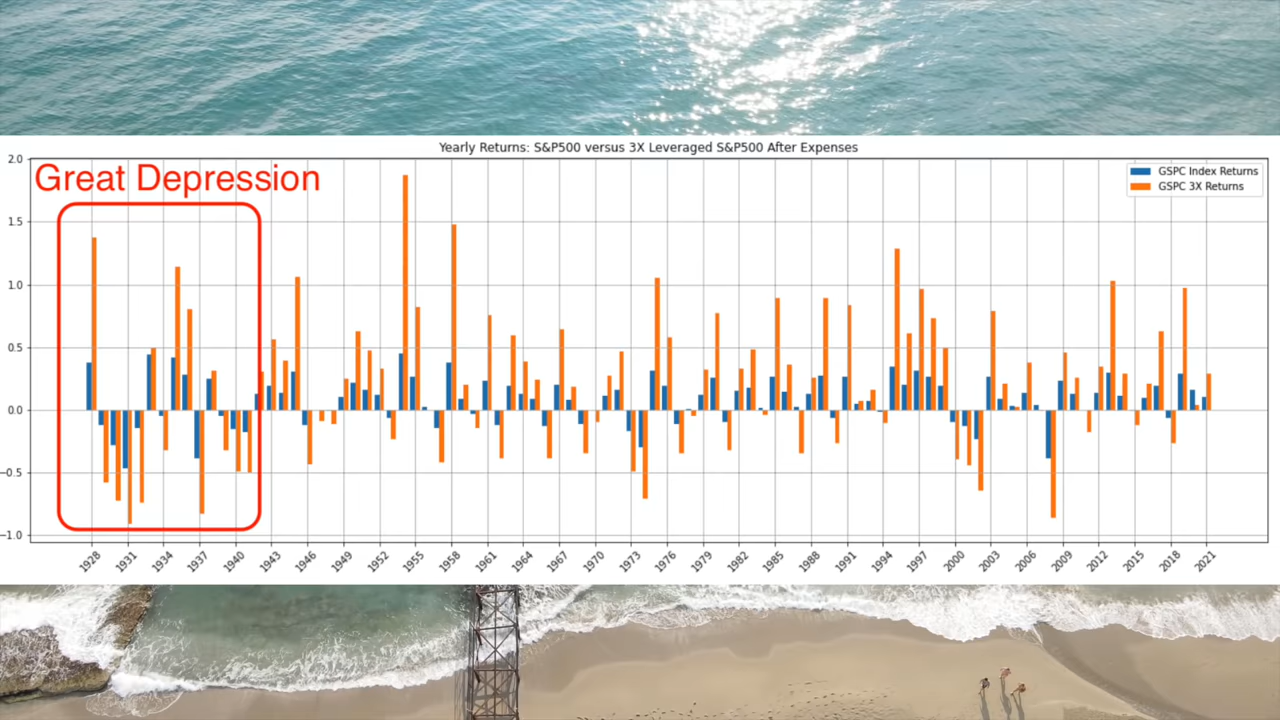 Yearly Returns: S&P500 versus 3X Leveraged S&P500 After Expenses
Great Depression
GSPC Index Returns
GSPC 3X Returns
2.0
1.5
1.0
0.5
0.0
−0.5
−1.0
1928 1931 1934 1937 1940 1943 1946 1949 1952 1955 1958 1961 1964 1967 1970 1973 1976 1979 1982 1985 1988 1991 1994 1997 2000 2003 2006 2009 2012 2015 2018 2021